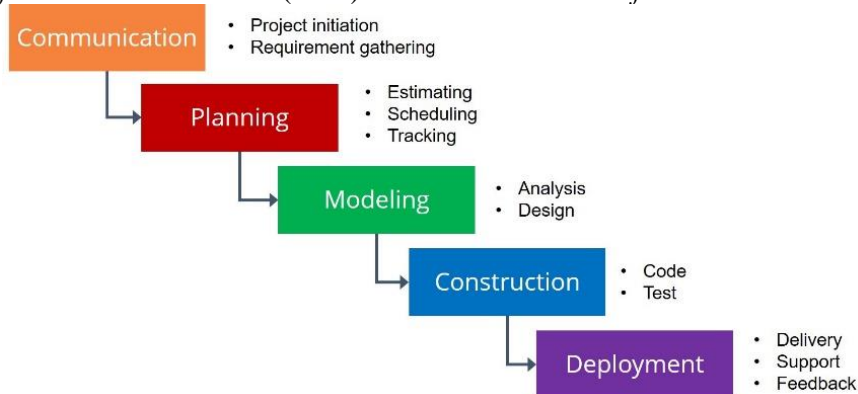 Communication
• Project initiation
• Requirement gathering
Planning
• Estimating
• Scheduling
• Tracking
Modeling
• Analysis
• Design
Construction
• Code
• Test
Deployment
• Delivery
• Support
• Feedback